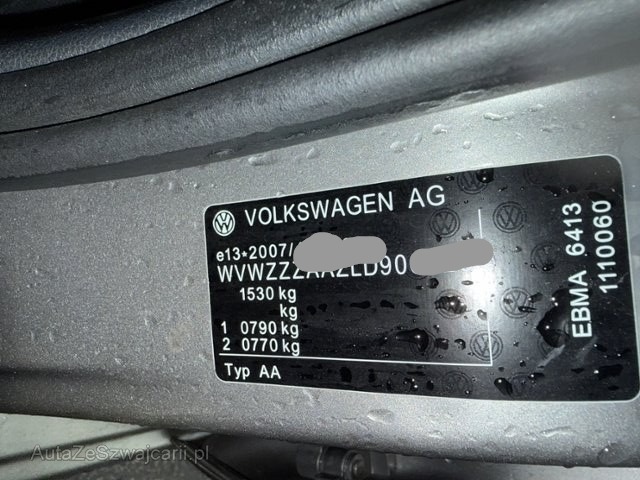 VOLKSWAGEN AG
e13*2007/
WVWZZZAAZLD90
1530 kg
kg
1 0790 kg
2 0770 kg
Typ AA
EBMA 6413
1110060
AutaZeSzwajcarii.pl